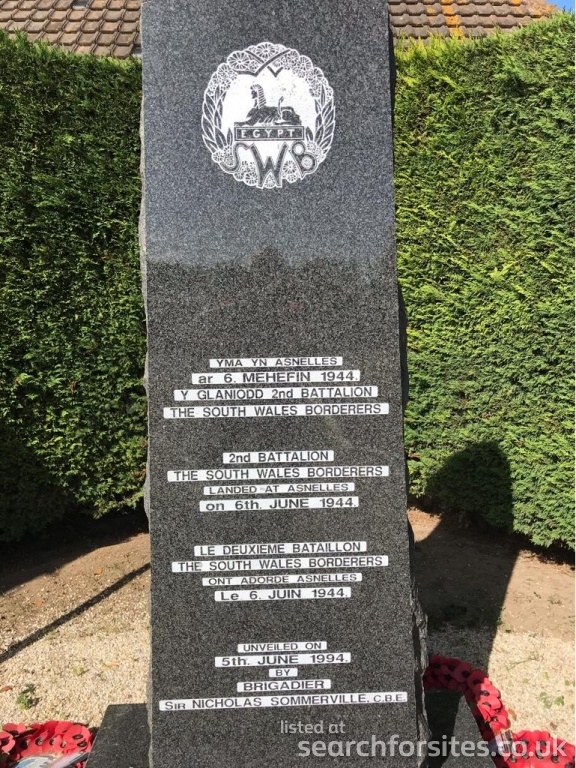 EGYPT
SWB
YMA YN ASNELLES
ar 6. MEHEFIN 1944.
Y GLANIODD 2nd BATTALION
THE SOUTH WALES BORDERERS
2nd BATTALION
THE SOUTH WALES BORDERERS
LANDED AT ASNELLES
on 6th. JUNE 1944.
LE DEUXIEME BATAILLON
THE SOUTH WALES BORDERERS
ONT ADORDE ASNELLES
Le 6. JUIN 1944.
UNVEILED ON
5th. JUNE 1994.
BY
BRIGADIER
SIR NICHOLAS SOMMERVILLE. C.B.E
listed at
searchforsites.co.uk